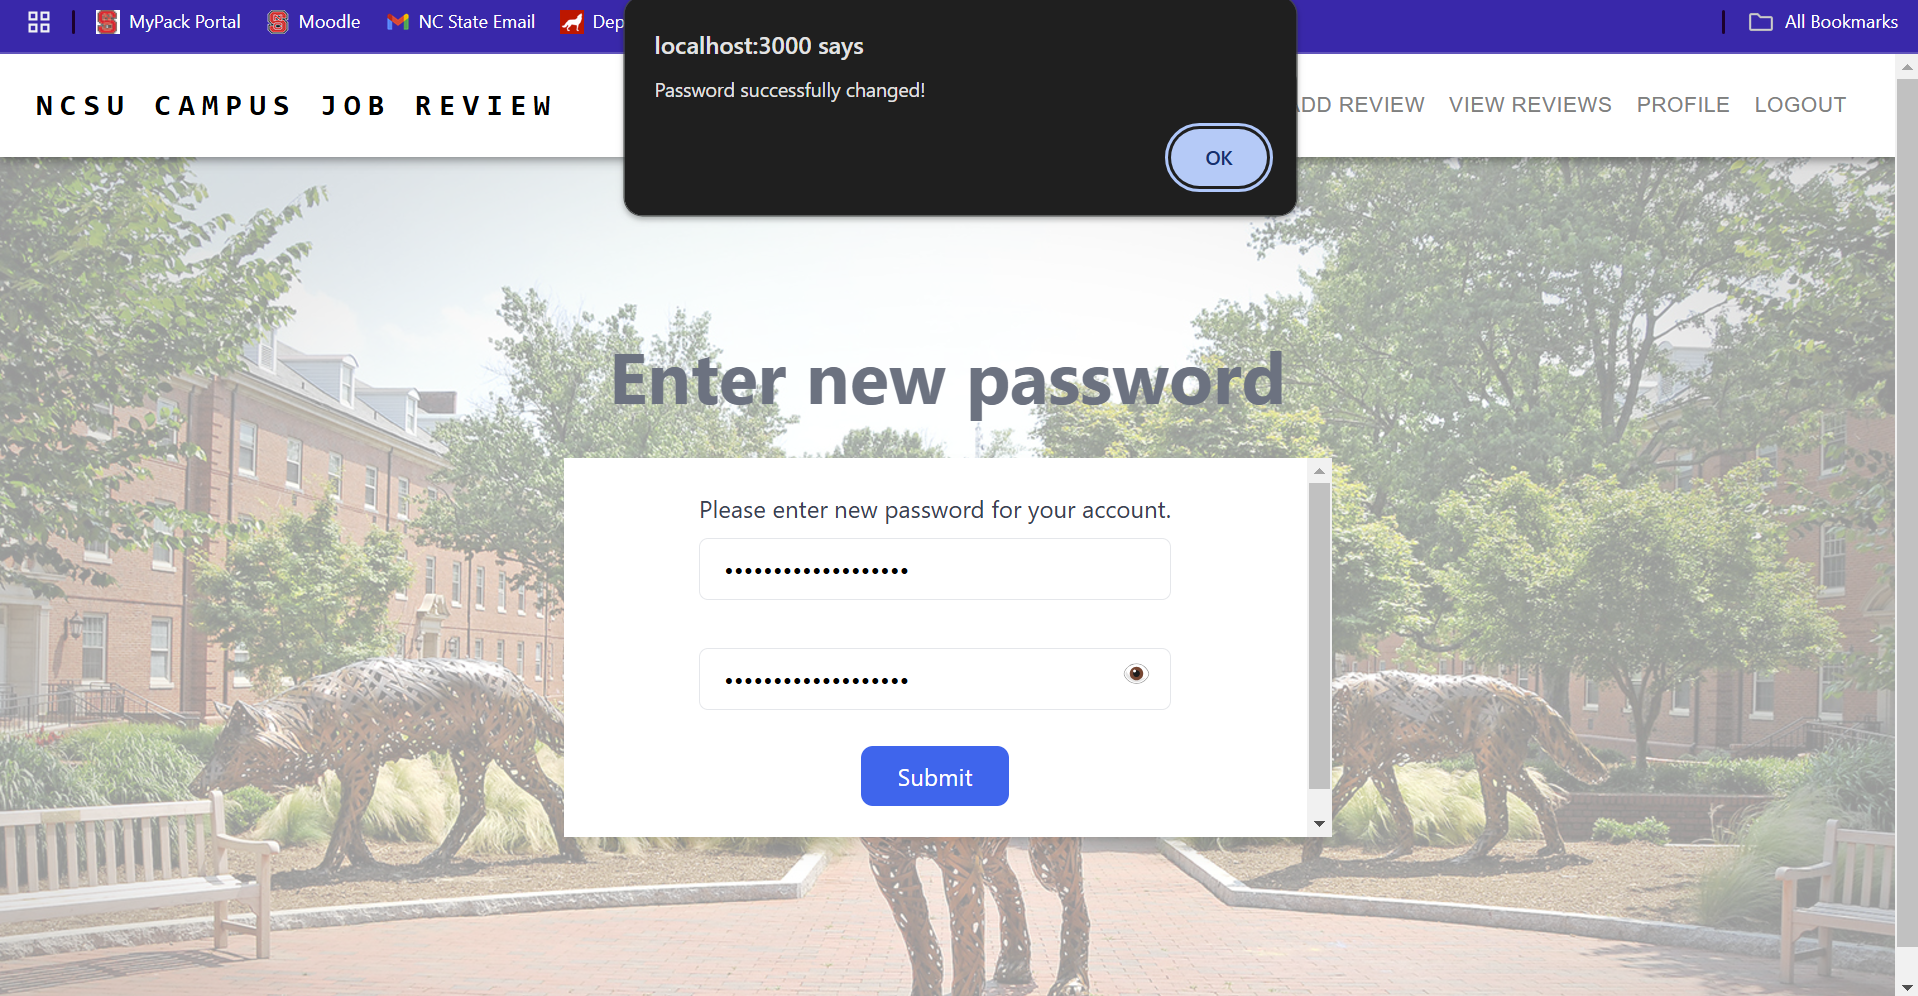 MyPack Portal
Moodle
NC State Email
Dep
All Bookmarks
localhost:3000 says
Password successfully changed!
OK
NCSU CAMPUS JOB REVIEW
ADD REVIEW
VIEW REVIEWS
PROFILE
LOGOUT
Enter new password
Please enter new password for your account.
Submit